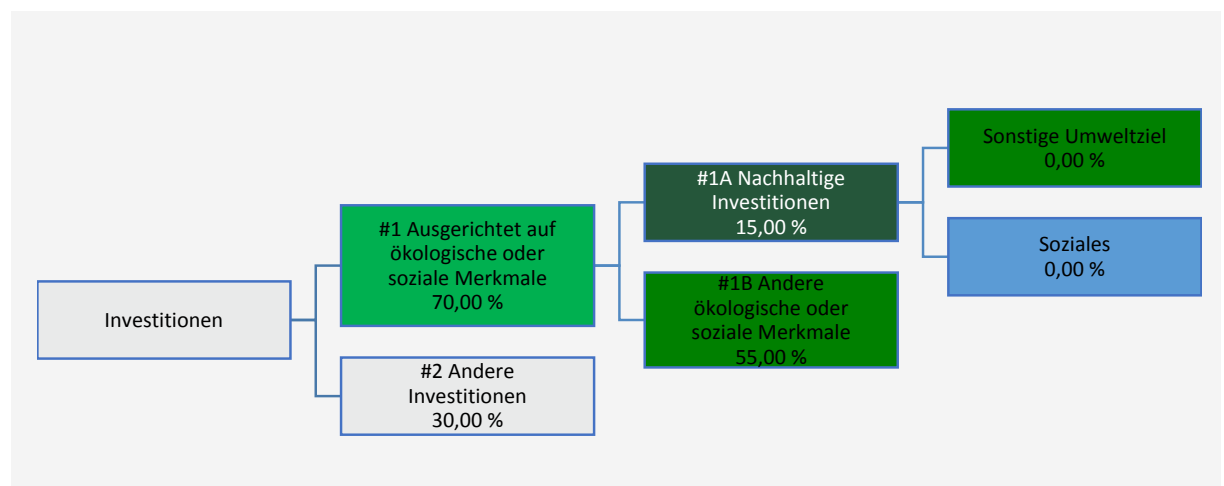 Investitionen
#1 Ausgerichtet auf
ökologische oder
soziale Merkmale
70,00 %
#2 Andere
Investitionen
30,00 %
#1A Nachhaltige
Investitionen
15,00 %
#1B Andere
ökologische oder
soziale Merkmale
55,00 %
Sonstige Umweltziel
0,00 %
Soziales
0,00 %